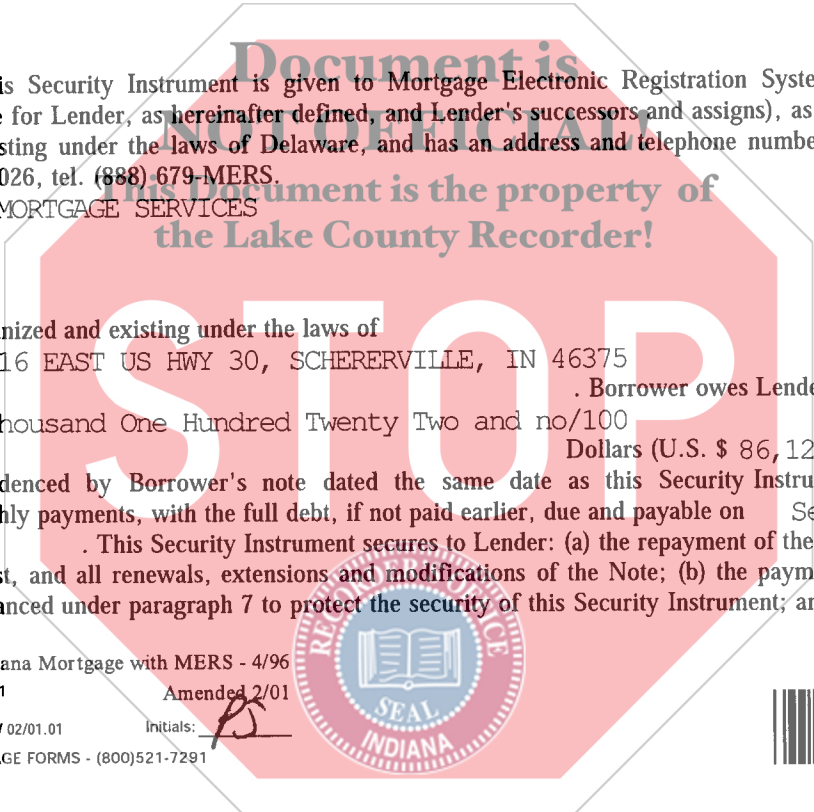 Document is
is Security Instrument is given to Mortgage Electronic Registration Syste
e for Lender, as hereinafter defined, and Lender's successors and assigns), as
NOT OFFICIAL!
sting under the laws of Delaware, and has an address and telephone numbe
026, tel. (888) 679-MERS.
This Document is the property of
MORTGAGE SERVICES
the Lake County Recorder!
nized and existing under the laws of
16 EAST US HWY 30, SCHERERVILLE, IN 46375
. Borrower owes Lende
STOP
housand One Hundred Twenty Two and no/100
Dollars (U.S. $ 86,12
denced by Borrower's note dated the same date as this Security Instru
hly payments, with the full debt, if not paid earlier, due and payable on Se
. This Security Instrument secures to Lender: (a) the repayment of the
st, and all renewals, extensions and modifications of the Note; (b) the paym
anced under paragraph 7 to protect the security of this Security Instrument; an
RECORDER'S OFFICE
SEAL
INDIANA
ana Mortgage with MERS - 4/96
1 Amended 2/01
02/01.01 Initials: PS
GE FORMS - (800)521-7291